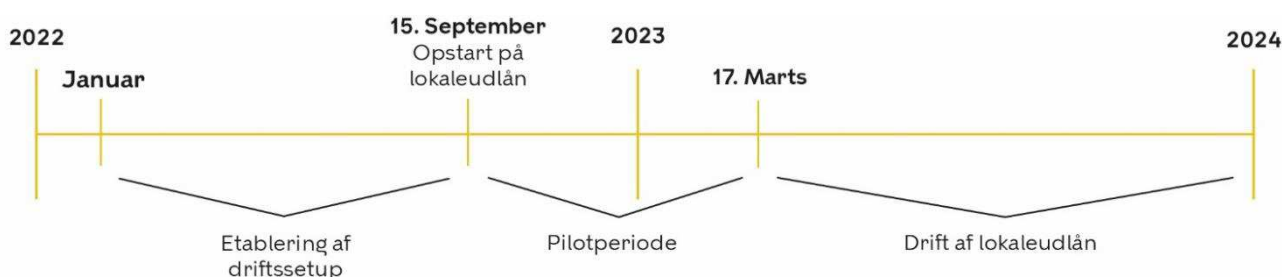 2022
Januar
15. September
Opstart på
lokaleudlån
2023
17. Marts
2024
Etablering af
driftssetup
Pilotperiode
Drift af lokaleudlån